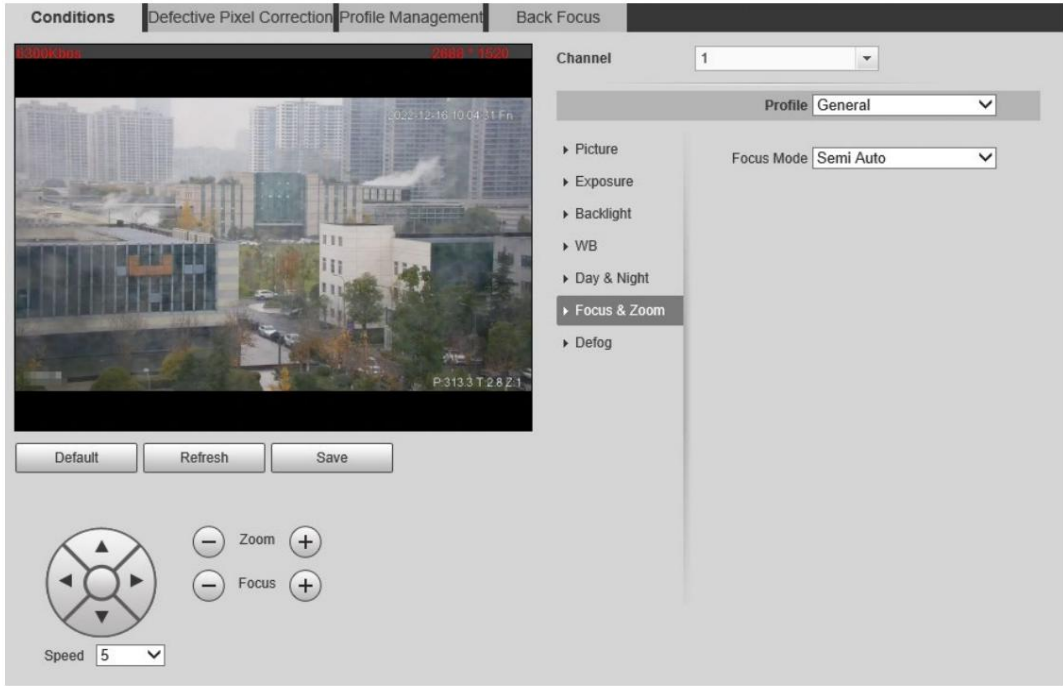 Conditions
Defective Pixel Correction
Profile Management
Back Focus
6300Kbps
2688 * 1520
2022-12-16 10:04:31 Fri
P:313.3 T:2.8 Z:1
Default
Refresh
Save
Zoom
Focus
Speed 5
Channel 1
Profile General
Picture
Exposure
Backlight
WB
Day & Night
Focus & Zoom
Defog
Focus Mode Semi Auto